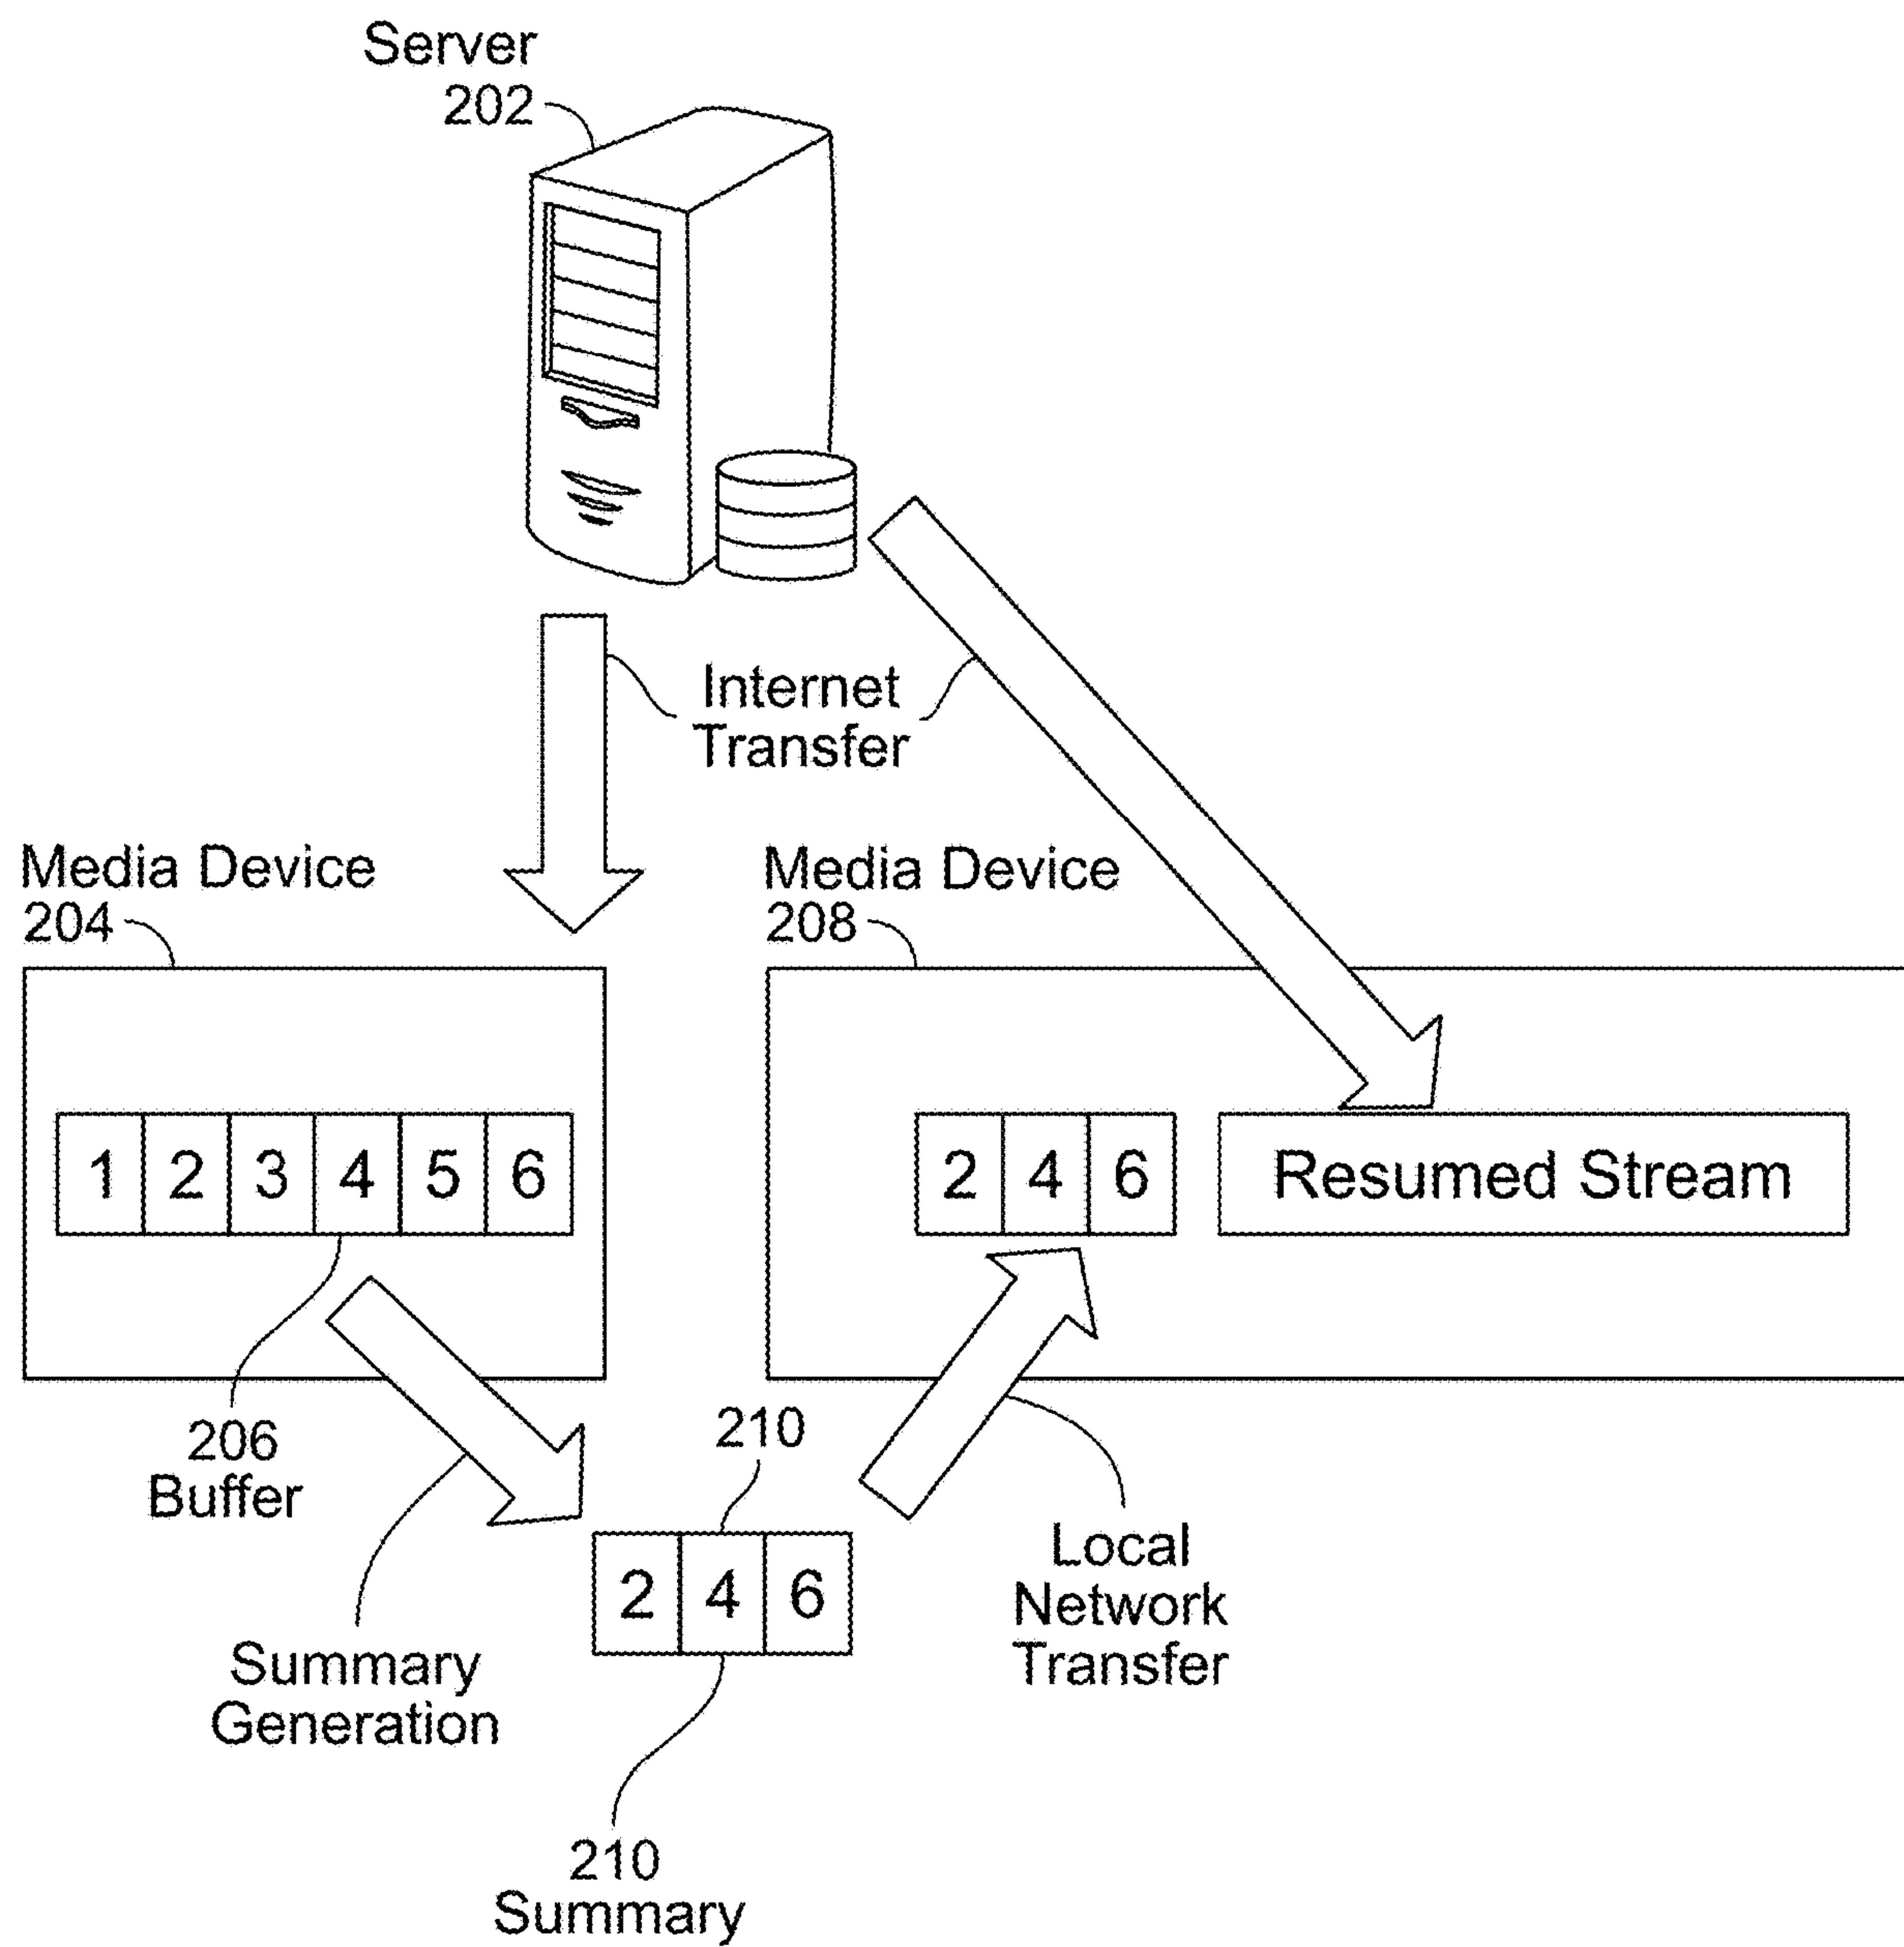 Server
202
Internet
Transfer
Media Device
204
Media Device
208
1 2 3 4 5 6
2 4 6
Resumed Stream
206
Buffer
210
2 4 6
Local
Network
Transfer
Summary
Generation
210
Summary